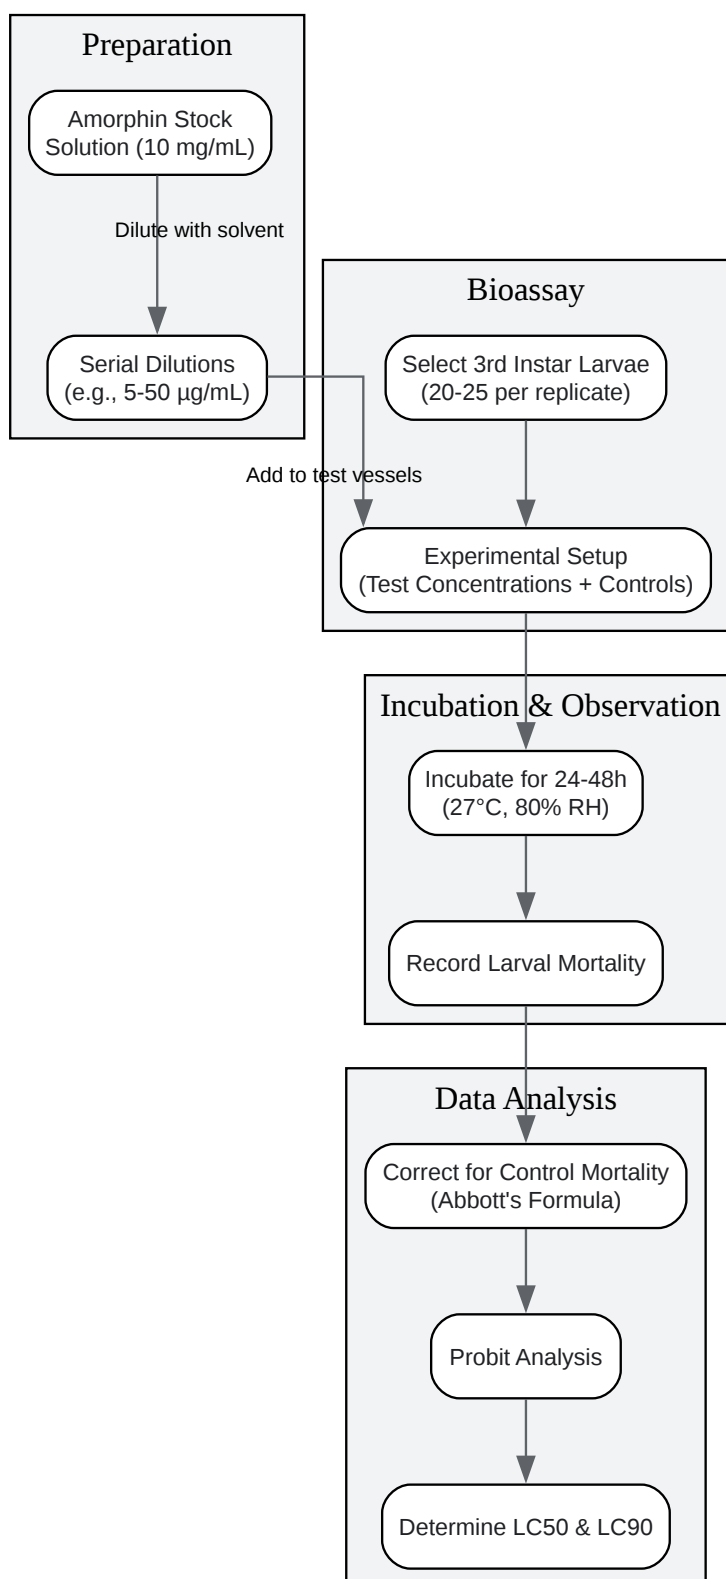 Preparation
Amorphin Stock
Solution (10 mg/mL)
Dilute with solvent
Serial Dilutions
(e.g., 5-50 µg/mL)
Bioassay
Select 3rd Instar Larvae
(20-25 per replicate)
Add to test vessels
Experimental Setup
(Test Concentrations + Controls)
Incubation & Observation
Incubate for 24-48h
(27°C, 80% RH)
Record Larval Mortality
Data Analysis
Correct for Control Mortality
(Abbott's Formula)
Probit Analysis
Determine LC50 & LC90